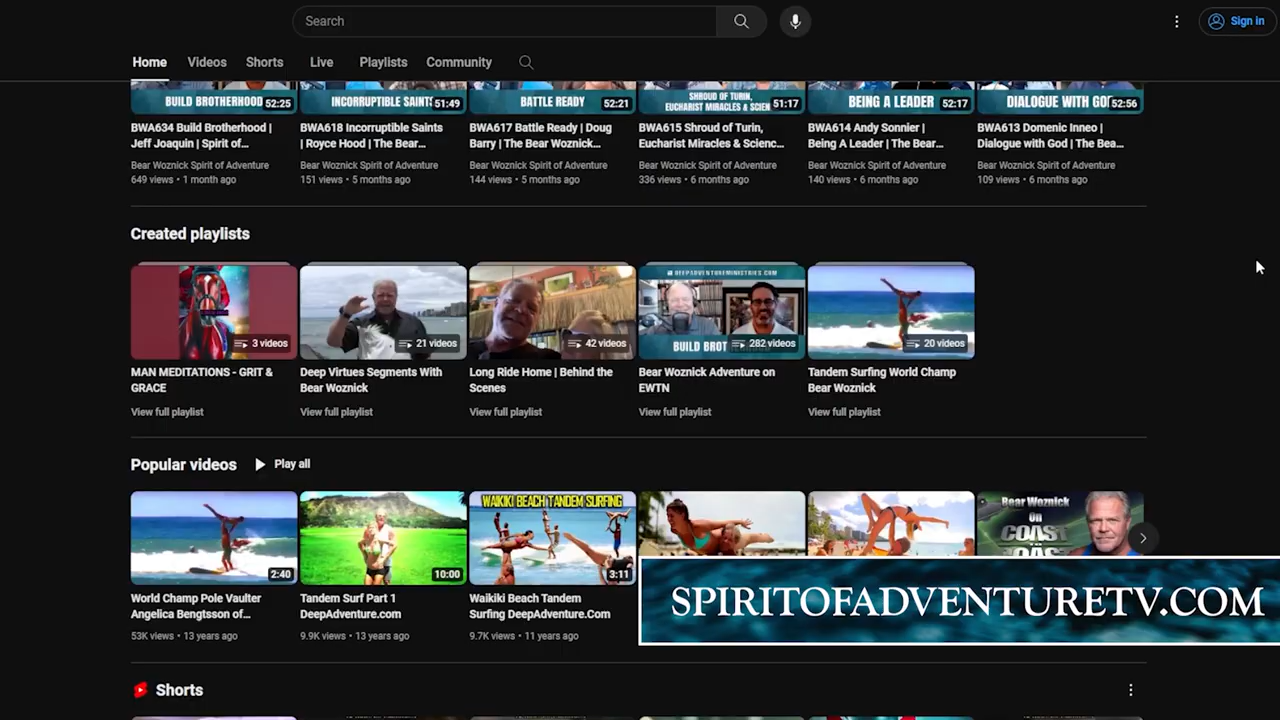 Search
Sign in
Home Videos Shorts Live Playlists Community
BUILD BROTHERHOOD 52:25
INCORRUPTIBLE SAINTS 51:49
BATTLE READY 52:21
SHROUD OF TURIN,
EUCHARIST MIRACLES & SCIEN 51:17
BEING A LEADER 52:17
DIALOGUE WITH GOD 52:56
BWA634 Build Brotherhood |
Jeff Joaquin | Spirit of...
Bear Woznick Spirit of Adventure
649 views • 1 month ago
BWA618 Incorruptible Saints
| Royce Hood | The Bear...
Bear Woznick Spirit of Adventure
151 views • 5 months ago
BWA617 Battle Ready | Doug
Barry | The Bear Woznick...
Bear Woznick Spirit of Adventure
144 views • 5 months ago
BWA615 Shroud of Turin,
Eucharist Miracles & Scienc...
Bear Woznick Spirit of Adventure
336 views • 6 months ago
BWA614 Andy Sonnier |
Being A Leader | The Bear...
Bear Woznick Spirit of Adventure
140 views • 6 months ago
BWA613 Domenic Inneo |
Dialogue with God | The Bea...
Bear Woznick Spirit of Adventure
109 views • 6 months ago
Created playlists
3 videos
MAN MEDITATIONS - GRIT &
GRACE
View full playlist
21 videos
Deep Virtues Segments With
Bear Woznick
View full playlist
42 videos
Long Ride Home | Behind the
Scenes
View full playlist
DEEPADVENTUREMINISTRIES.COM
BUILD BROT
282 videos
Bear Woznick Adventure on
EWTN
View full playlist
20 videos
Tandem Surfing World Champ
Bear Woznick
View full playlist
Popular videos Play all
2:40
World Champ Pole Vaulter
Angelica Bengtsson of...
53K views • 13 years ago
10:00
Tandem Surf Part 1
DeepAdventure.com
9.9K views • 13 years ago
WAIKIKI BEACH TANDEM SURFING
3:11
Waikiki Beach Tandem
Surfing DeepAdventure.Com
9.7K views • 11 years ago
Bear Woznick
On
COAST
SPIRITOFADVENTURETV.COM
Shorts